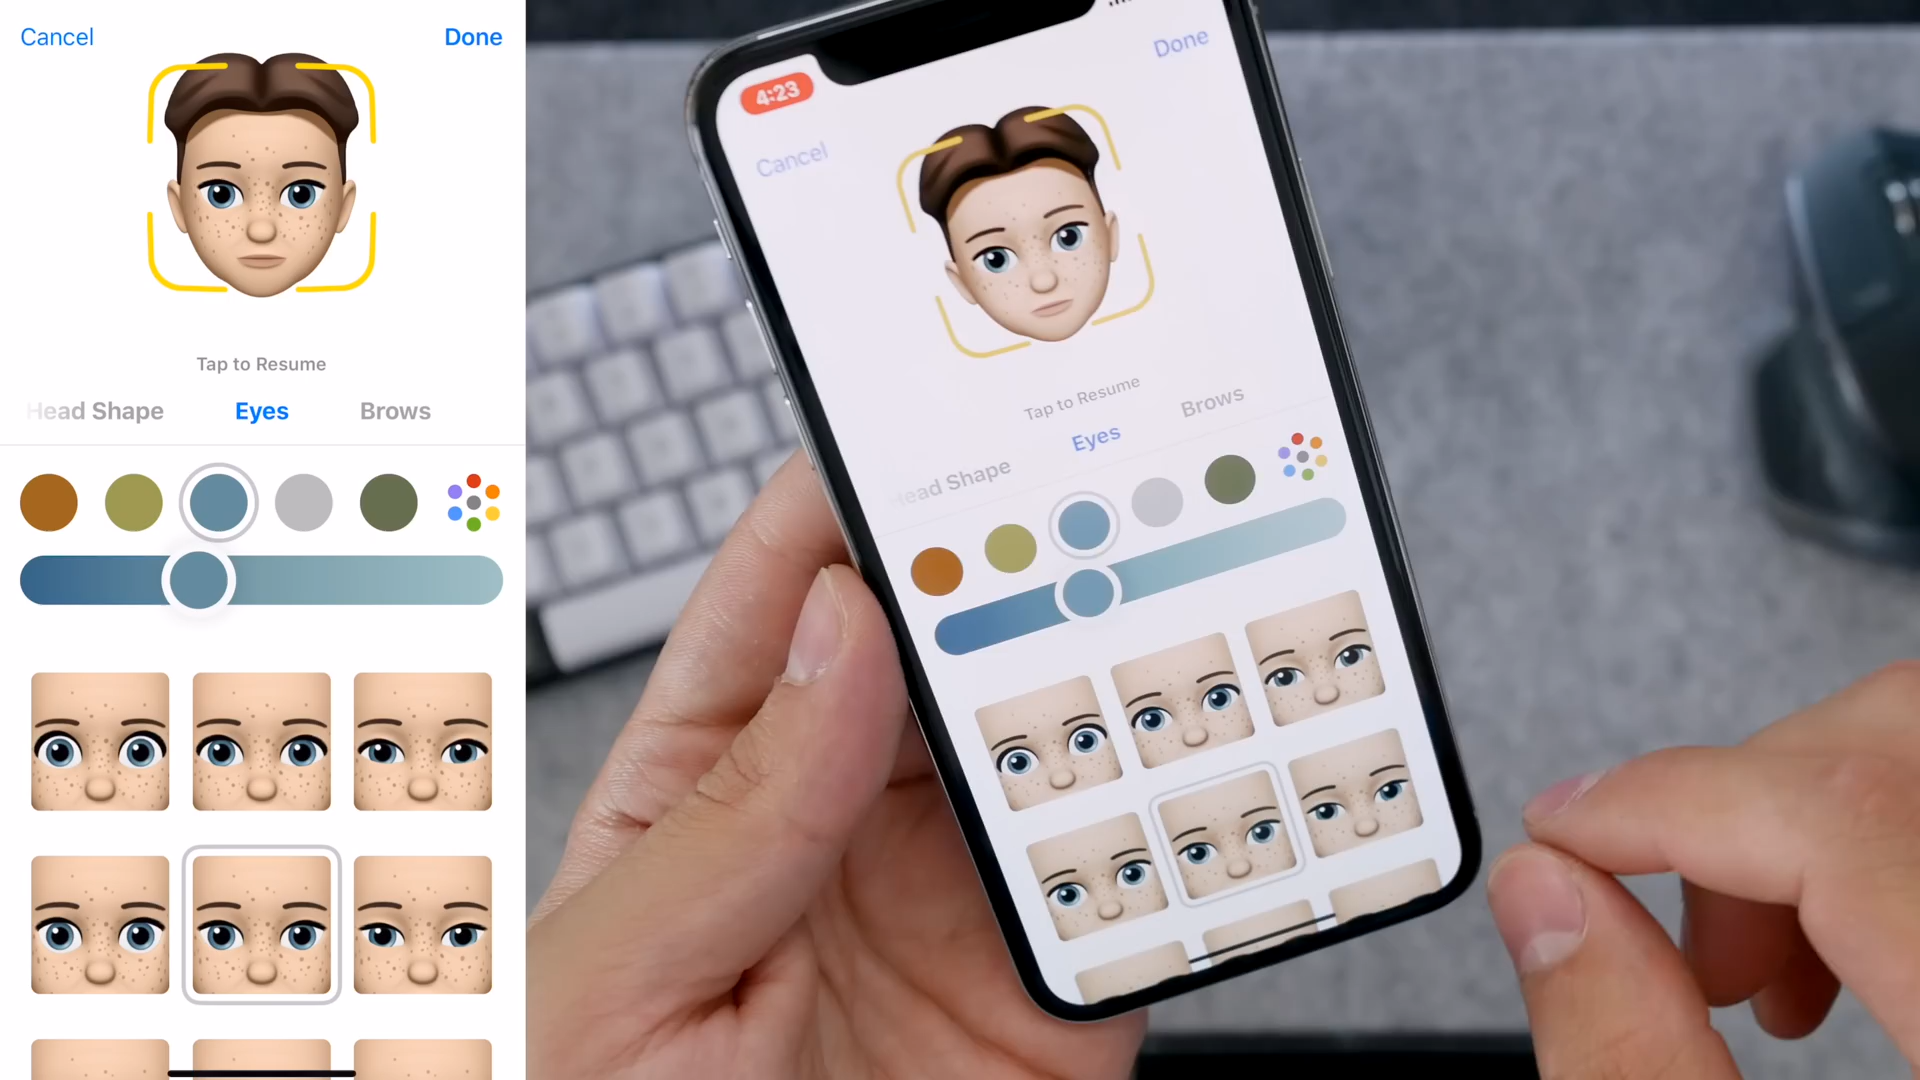 Cancel
Done
Tap to Resume
Head Shape
Eyes
Brows
4:23
Done
Cancel
Tap to Resume
Head Shape
Eyes
Brows